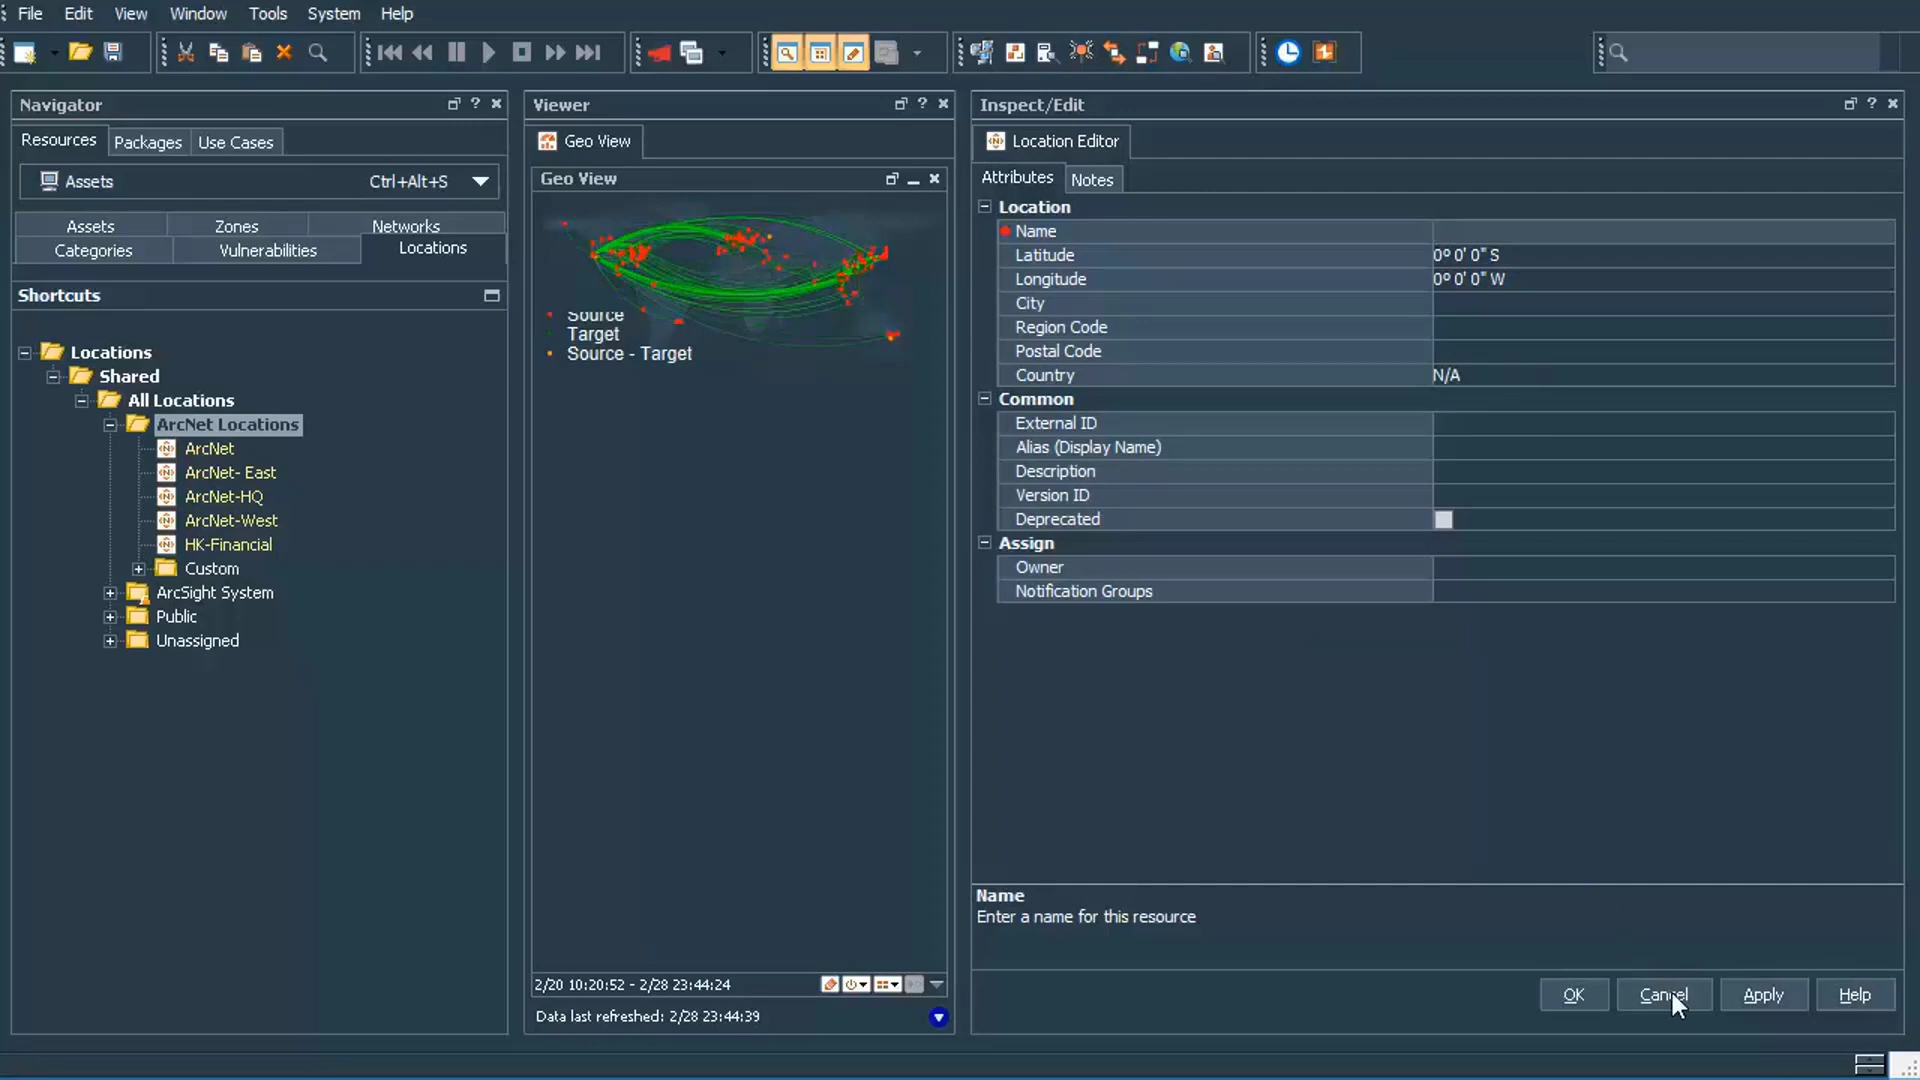 File Edit View Window Tools System Help
Navigator ?
Resources Packages Use Cases
Assets Ctrl+Alt+S
Assets Zones Networks
Categories Vulnerabilities Locations
Shortcuts
Locations
Shared
All Locations
ArcNet Locations
ArcNet
ArcNet- East
ArcNet-HQ
ArcNet-West
HK-Financial
Custom
ArcSight System
Public
Unassigned
Viewer ?
Geo View
Geo View
Source
Target
Source - Target
2/20 10:20:52 - 2/28 23:44:24
Data last refreshed: 2/28 23:44:39
Inspect/Edit ?
Location Editor
Attributes Notes
Location
Name
Latitude 0º 0' 0" S
Longitude 0º 0' 0" W
City
Region Code
Postal Code
Country N/A
Common
External ID
Alias (Display Name)
Description
Version ID
Deprecated
Assign
Owner
Notification Groups
Name
Enter a name for this resource
OK Cancel Apply Help